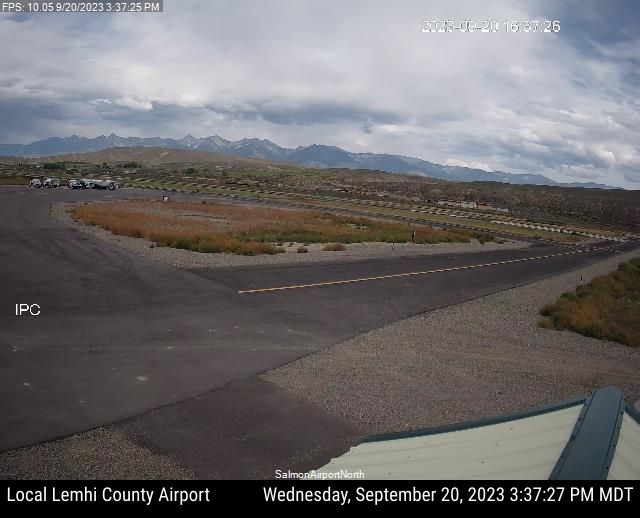 FPS: 10.05 9/20/2023 3:37:25 PM
2023-09-20 15:37:26
IPC
SalmonAirportNorth
Local Lemhi County Airport Wednesday, September 20, 2023 3:37:27 PM MDT